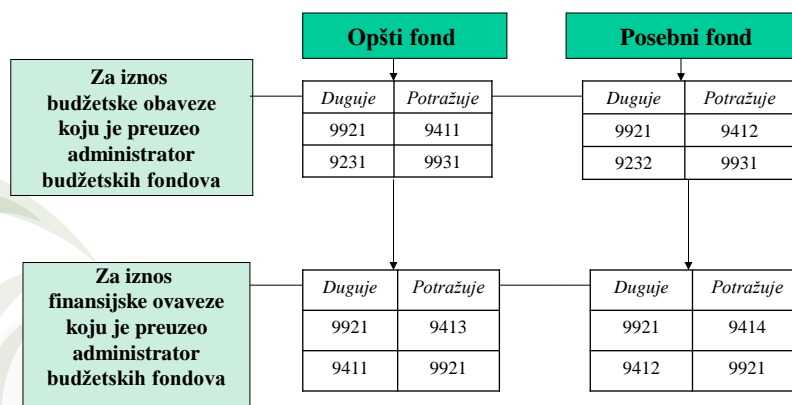 Opšti fond
Posebni fond
Za iznos
budžetske obaveze
koju je preuzeo
administrator
budžetskih fondova
Duguje Potražuje
9921 9411
9231 9931
Duguje Potražuje
9921 9412
9232 9931
Za iznos
finansijske ovaveze
koju je preuzeo
administrator
budžetskih fondova
Duguje Potražuje
9921 9413
9411 9921
Duguje Potražuje
9921 9414
9412 9921